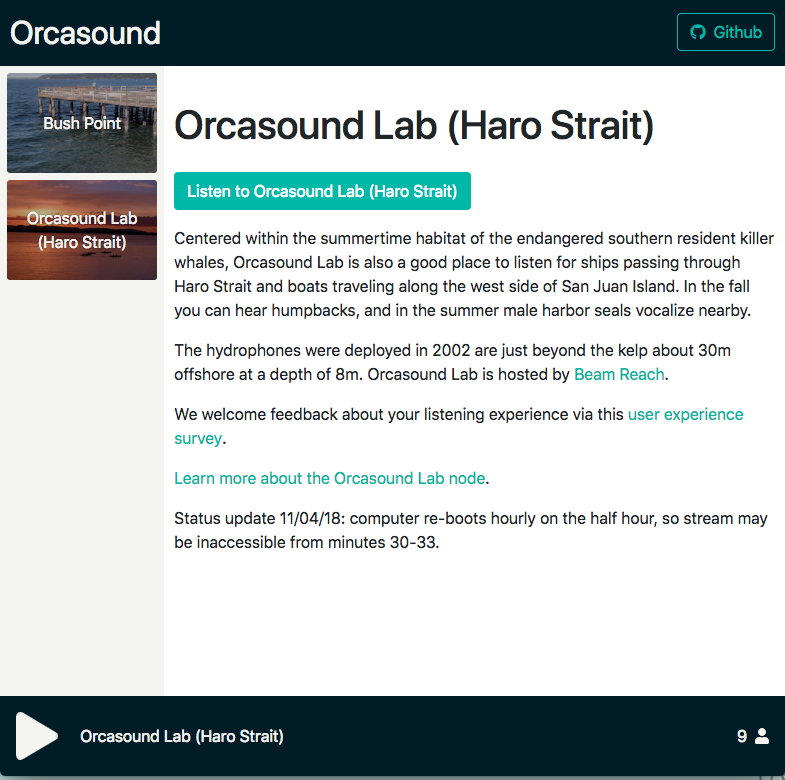 Orcasound
Github
Bush Point
Orcasound Lab
(Haro Strait)
Orcasound Lab (Haro Strait)
Listen to Orcasound Lab (Haro Strait)
Centered within the summertime habitat of the endangered southern resident killer
whales, Orcasound Lab is also a good place to listen for ships passing through
Haro Strait and boats traveling along the west side of San Juan Island. In the fall
you can hear humpbacks, and in the summer male harbor seals vocalize nearby.
The hydrophones were deployed in 2002 are just beyond the kelp about 30m
offshore at a depth of 8m. Orcasound Lab is hosted by Beam Reach.
We welcome feedback about your listening experience via this user experience
survey.
Learn more about the Orcasound Lab node.
Status update 11/04/18: computer re-boots hourly on the half hour, so stream may
be inaccessible from minutes 30-33.
Orcasound Lab (Haro Strait)
9